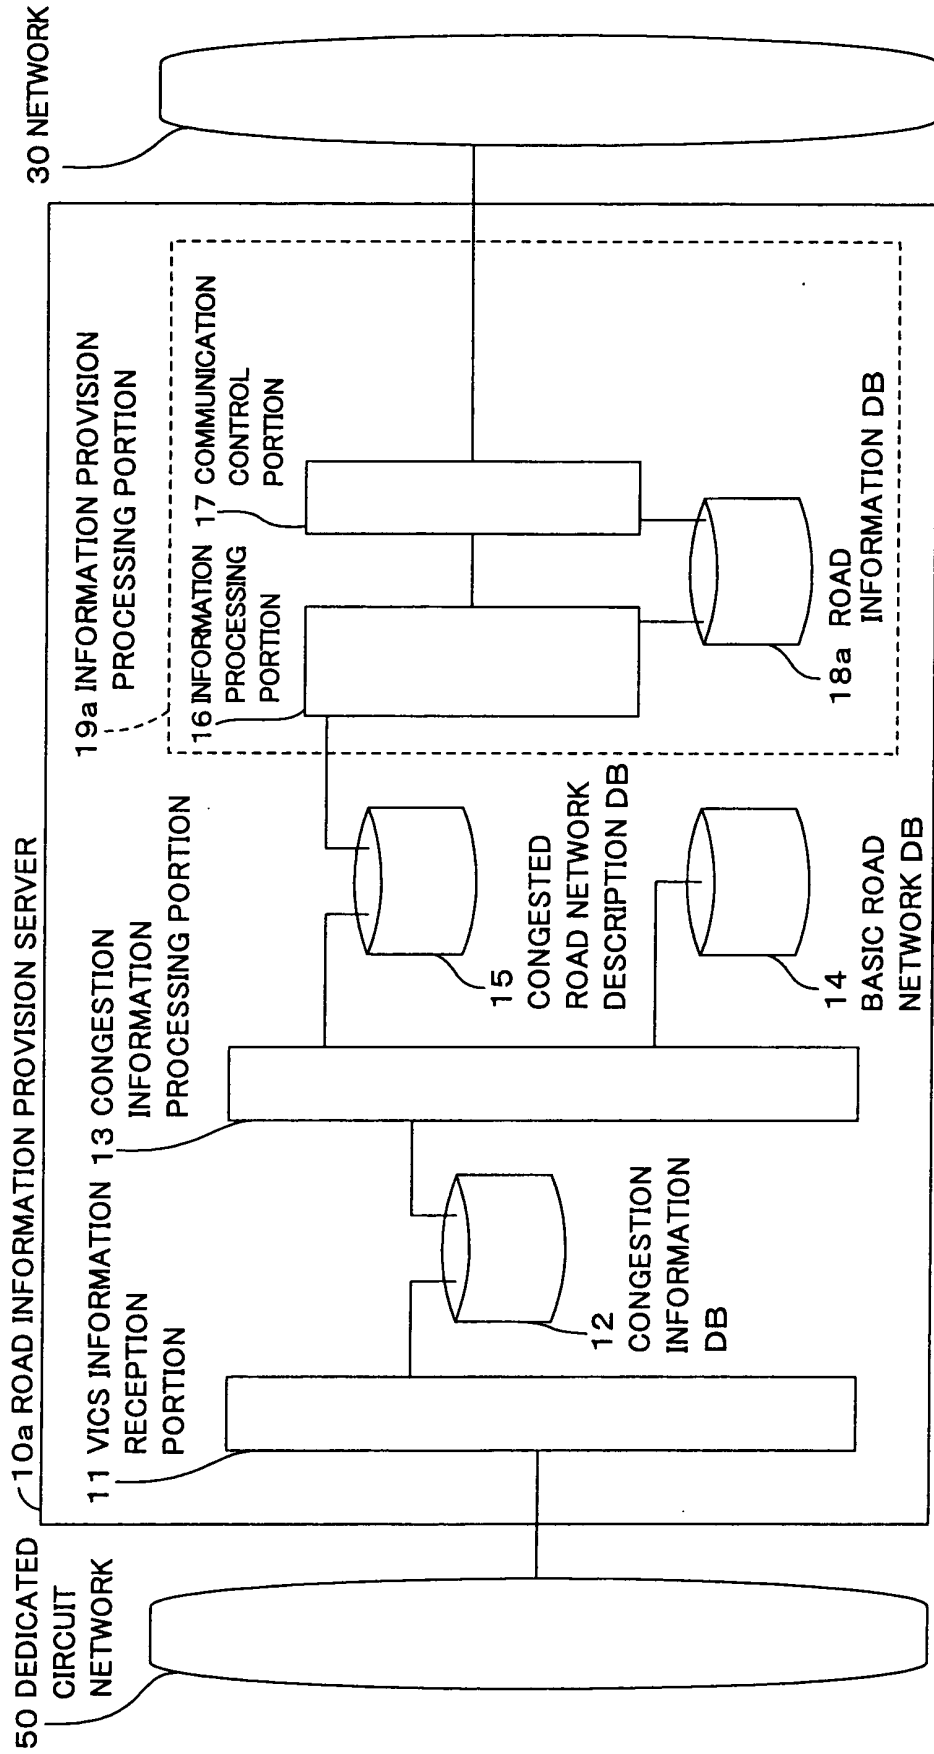 50 DEDICATED
CIRCUIT
NETWORK
10a ROAD INFORMATION PROVISION SERVER
11 VICS INFORMATION
RECEPTION
PORTION
12
CONGESTION
INFORMATION
DB
13 CONGESTION
INFORMATION
PROCESSING PORTION
15
CONGESTED
ROAD NETWORK
DESCRIPTION DB
14
BASIC ROAD
NETWORK DB
19a INFORMATION PROVISION
PROCESSING PORTION
16 INFORMATION
PROCESSING
PORTION
17 COMMUNICATION
CONTROL
PORTION
18a ROAD
INFORMATION DB
30 NETWORK